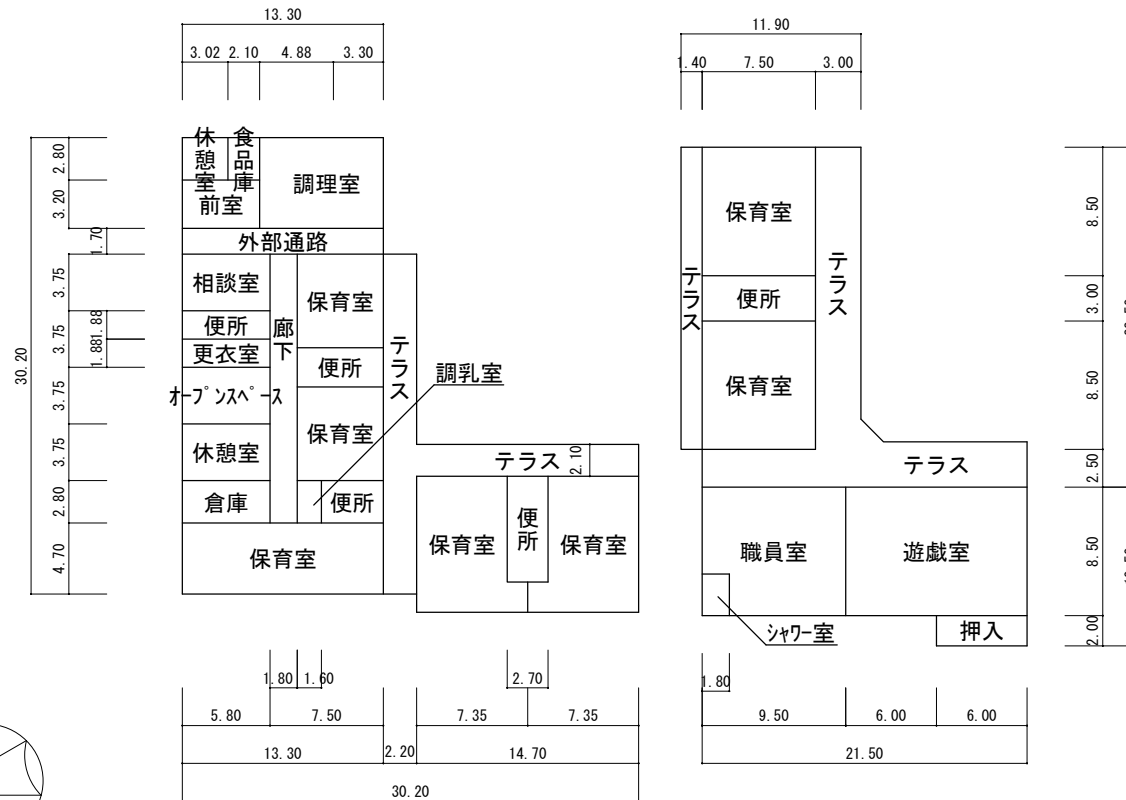 13.30
3.02 2.10 4.88 3.30
11.90
1.40 7.50 3.00
30.20
2.80
3.20
1.70
3.75
3.75
1.88
1.88
3.75
3.75
2.80
4.70
休憩室
食品庫
調理室
前室
外部通路
相談室
便所
更衣室
オープンスペース
休憩室
倉庫
廊下
保育室
便所
保育室
便所
保育室
テラス
調乳室
テラス
2.10
保育室
便所
保育室
保育室
便所
保育室
テラス
テラス
テラス
職員室
遊戯室
シャワー室
押入
8.50
3.00
8.50
2.50
8.50
2.00
1.80 1.60
2.70
5.80 7.50
7.35 7.35
13.30 2.20 14.70
30.20
1.80
9.50 6.00 6.00
21.50